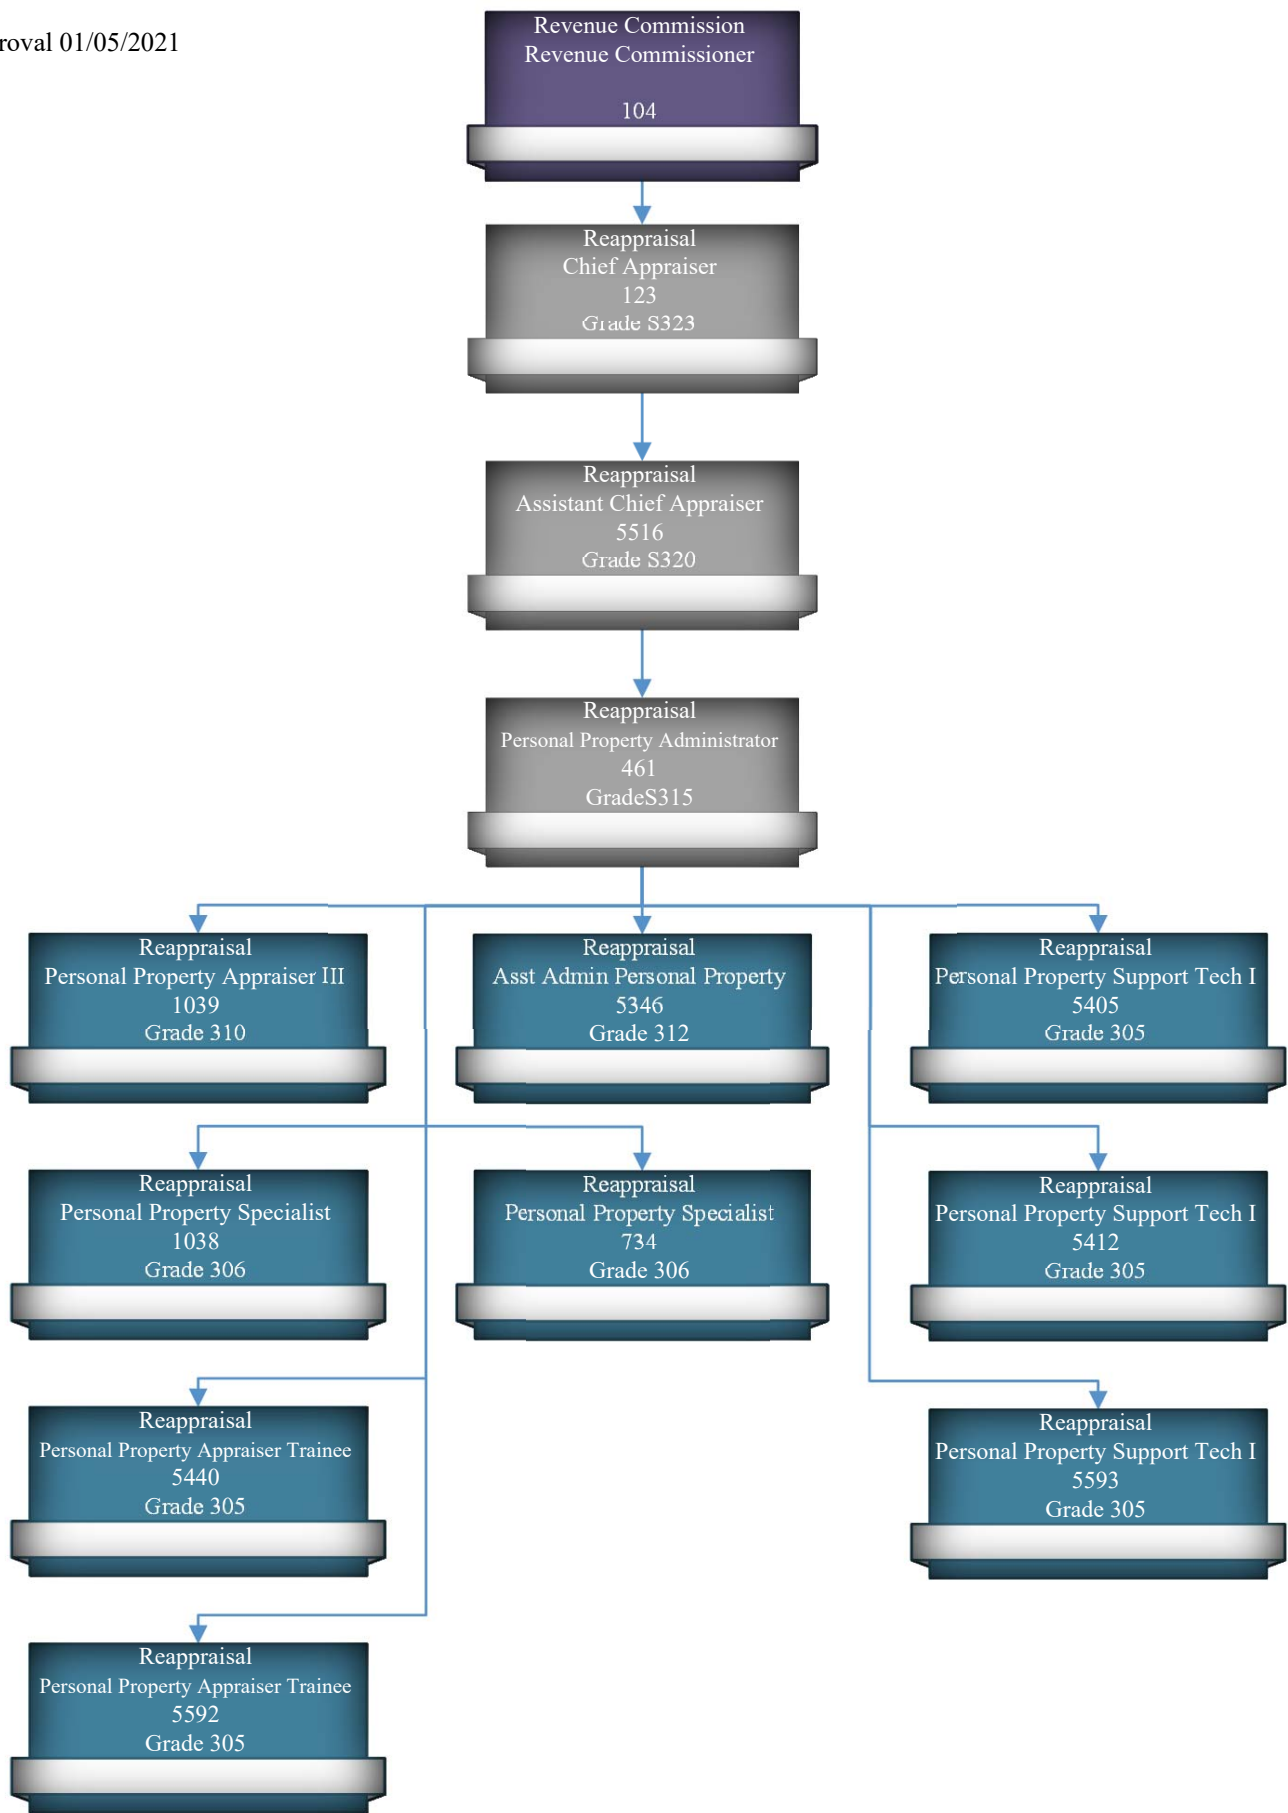 roval 01/05/2021
Revenue Commission
Revenue Commissioner
104
Reappraisal
Chief Appraiser
123
Grade S323
Reappraisal
Assistant Chief Appraiser
5516
Grade S320
Reappraisal
Personal Property Administrator
461
GradeS315
Reappraisal
Personal Property Appraiser III
1039
Grade 310
Reappraisal
Asst Admin Personal Property
5346
Grade 312
Reappraisal
Personal Property Support Tech I
5405
Grade 305
Reappraisal
Personal Property Specialist
1038
Grade 306
Reappraisal
Personal Property Specialist
734
Grade 306
Reappraisal
Personal Property Support Tech I
5412
Grade 305
Reappraisal
Personal Property Appraiser Trainee
5440
Grade 305
Reappraisal
Personal Property Support Tech I
5593
Grade 305
Reappraisal
Personal Property Appraiser Trainee
5592
Grade 305